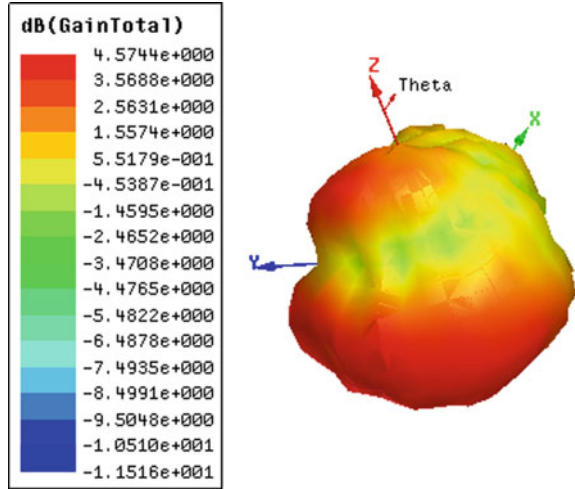 dB(GainTotal)
4.5744e+000
3.5688e+000
2.5631e+000
1.5574e+000
5.5179e-001
-4.5387e-001
-1.4595e+000
-2.4652e+000
-3.4708e+000
-4.4765e+000
-5.4822e+000
-6.4878e+000
-7.4935e+000
-8.4991e+000
-9.5048e+000
-1.0510e+001
-1.1516e+001
Z
Theta
X
Y